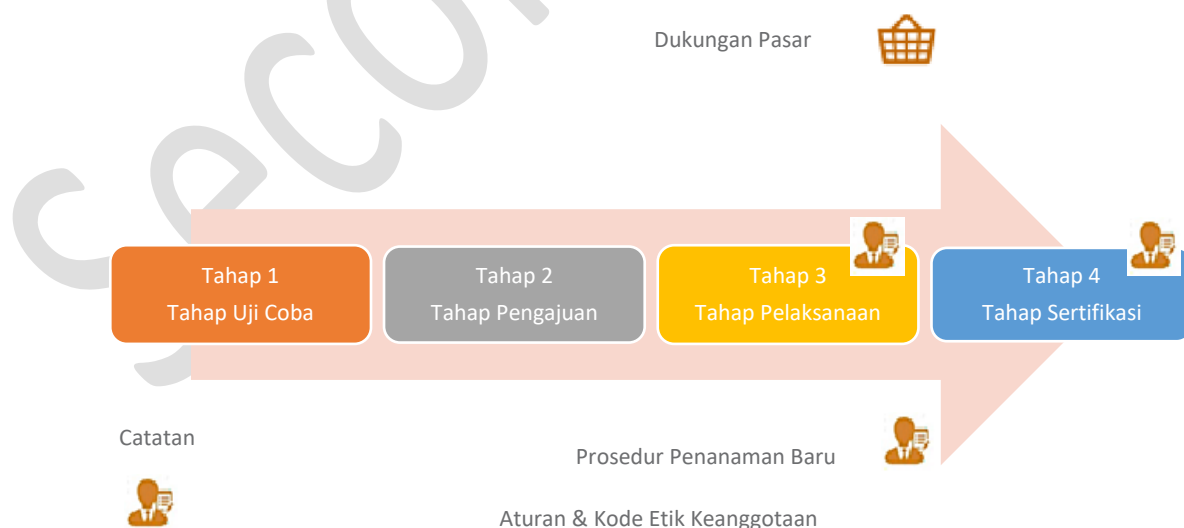 Dukungan Pasar
Tahap 1
Tahap Uji Coba
Tahap 2
Tahap Pengajuan
Tahap 3
Tahap Pelaksanaan
Tahap 4
Tahap Sertifikasi
Catatan
Prosedur Penanaman Baru
Aturan & Kode Etik Keanggotaan